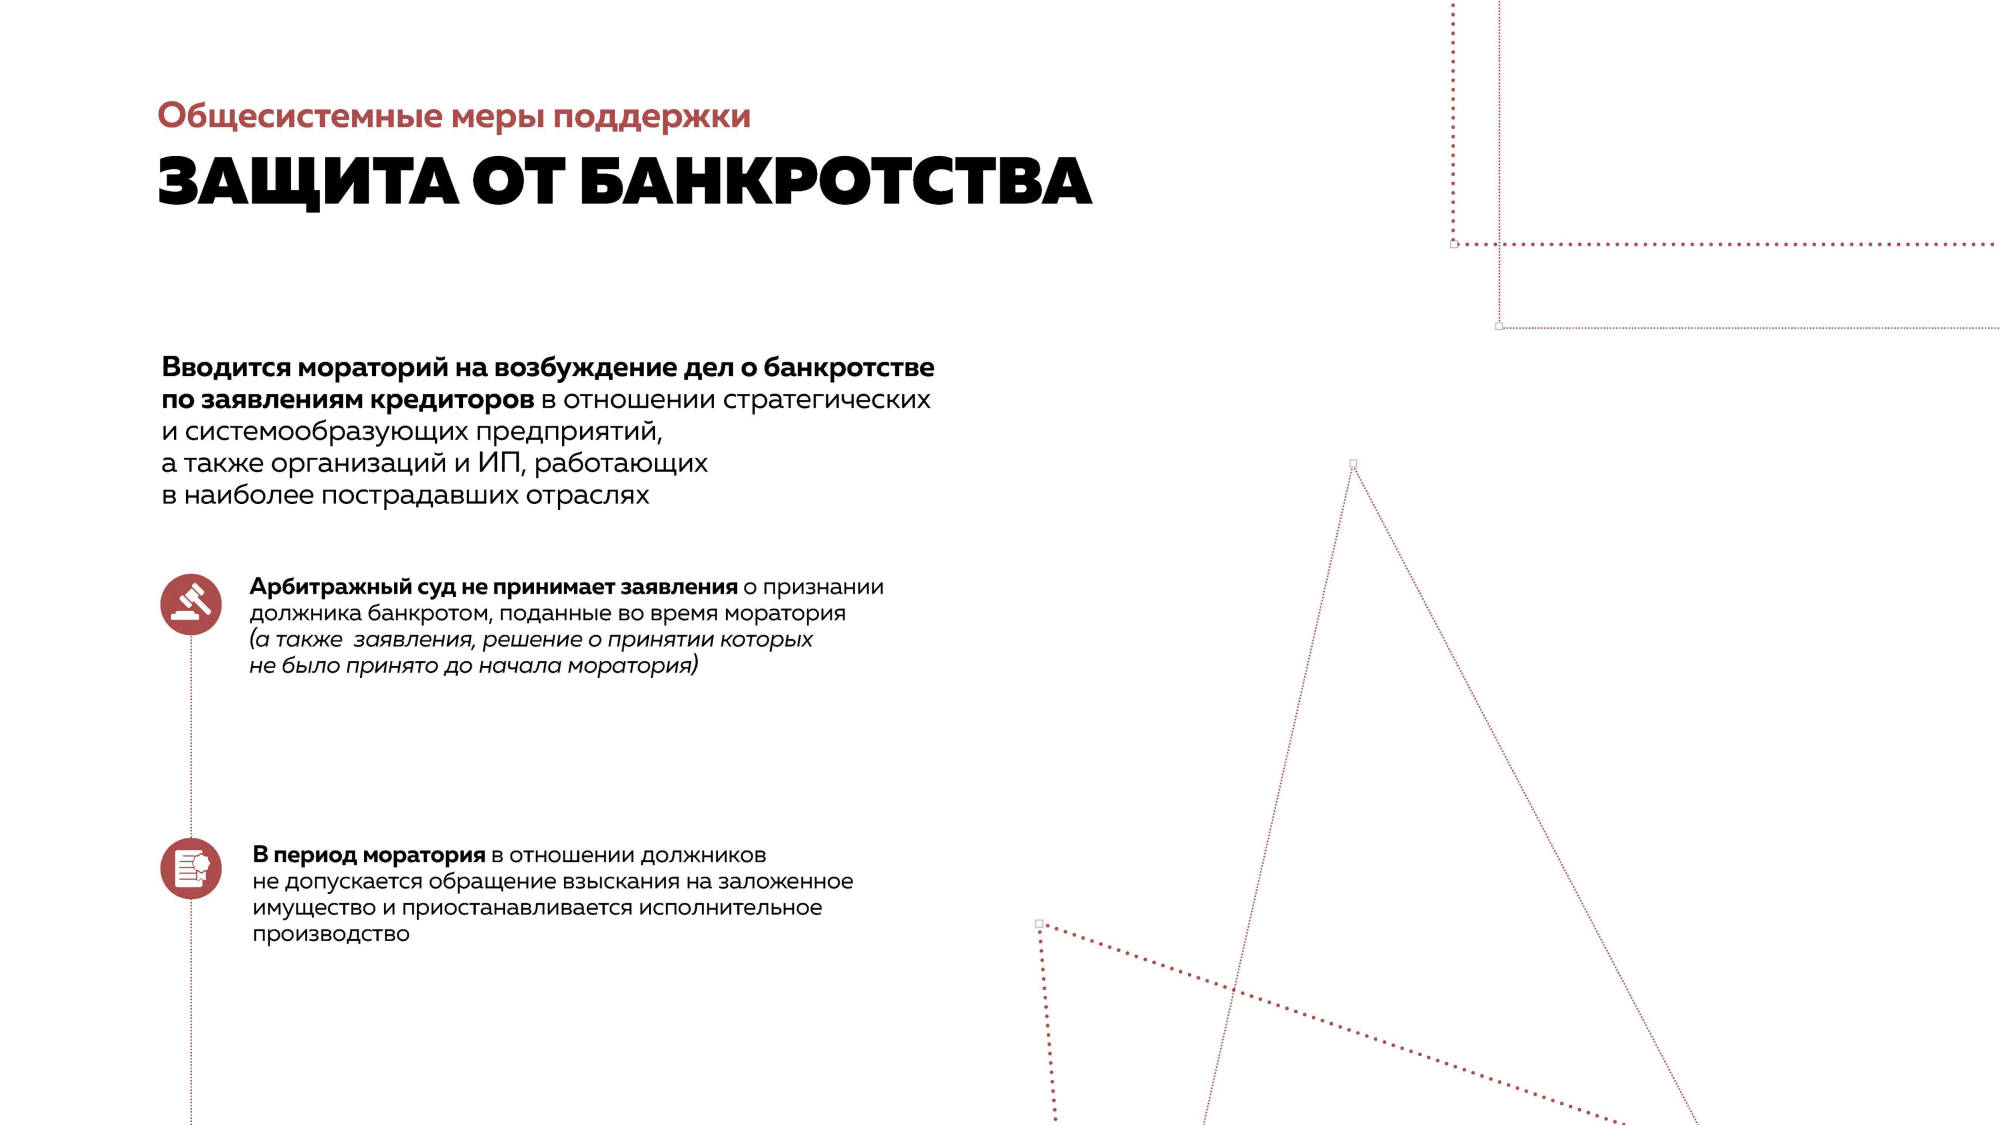 Общесистемные меры поддержки
ЗАЩИТА ОТ БАНКРОТСТВА
Вводится мораторий на возбуждение дел о банкротстве
по заявлениям кредиторов в отношении стратегических
и системообразующих предприятий,
а также организаций и ИП, работающих
в наиболее пострадавших отраслях
Арбитражный суд не принимает заявления о признании
должника банкротом, поданные во время моратория
(а также заявления, решение о принятии которых
не было принято до начала моратория)
В период моратория в отношении должников
не допускается обращение взыскания на заложенное
имущество и приостанавливается исполнительное
производство